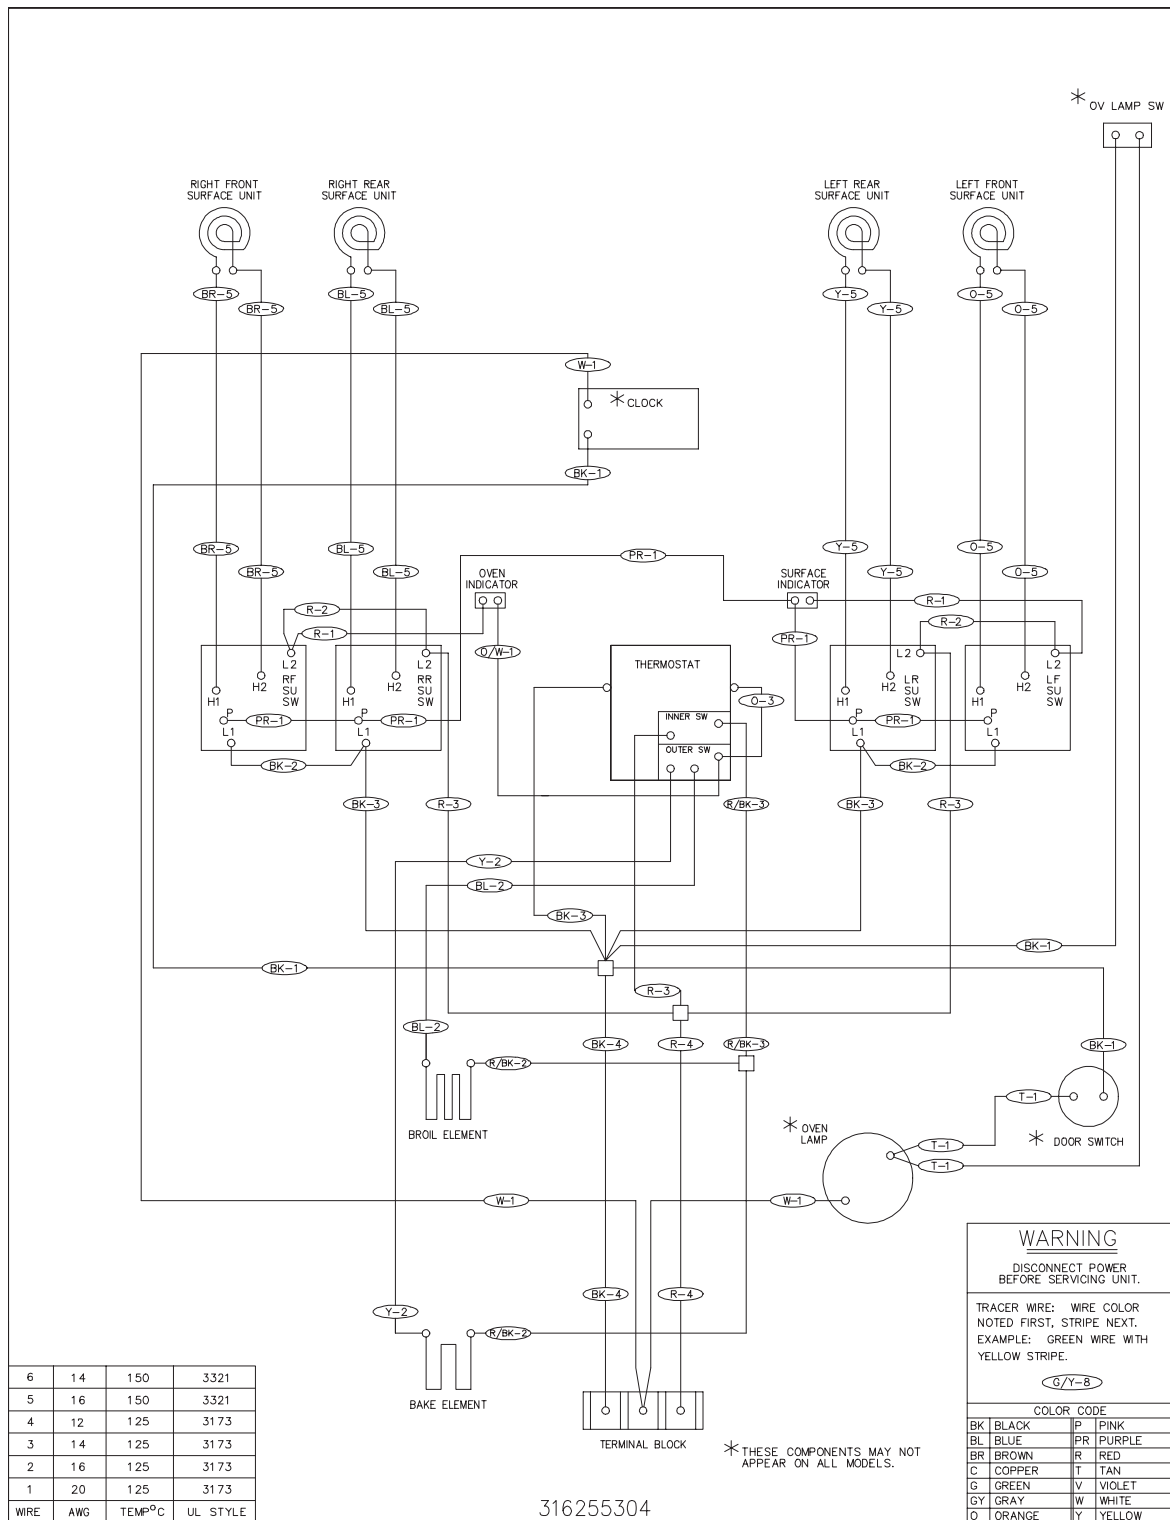 OV LAMP SW
RIGHT FRONT
SURFACE UNIT
RIGHT REAR
SURFACE UNIT
LEFT REAR
SURFACE UNIT
LEFT FRONT
SURFACE UNIT
BR-5
BL-5
Y-5
O-5
BR-5
BL-5
Y-5
O-5
W-1
CLOCK
BK-1
BR-5
BL-5
PR-1
Y-5
O-5
BR-5
BL-5
Y-5
O-5
OVEN
INDICATOR
SURFACE
INDICATOR
R-2
R-1
R-1
R-2
PR-1
O/W-1
THERMOSTAT
L2
RF
SU
SW
H1
H2
P
L1
L2
RR
SU
SW
H1
H2
P
L1
L2
LR
SU
SW
H1
H2
P
L1
L2
LF
SU
SW
H1
H2
P
L1
O-3
INNER SW
OUTER SW
PR-1
PR-1
PR-1
BK-2
BK-2
BK-3
R-3
R/BK-3
BK-3
R-3
Y-2
BL-2
BK-3
BK-1
BK-1
R-3
BL-2
BK-4
R-4
R/BK-3
BK-1
R/BK-2
BROIL ELEMENT
T-1
OVEN
LAMP
DOOR SWITCH
T-1
T-1
W-1
W-1
BK-4
R-4
Y-2
R/BK-2
BAKE ELEMENT
TERMINAL BLOCK
THESE COMPONENTS MAY NOT
APPEAR ON ALL MODELS.
316255304
WARNING
DISCONNECT POWER
BEFORE SERVICING UNIT.
TRACER WIRE: WIRE COLOR
NOTED FIRST, STRIPE NEXT.
EXAMPLE: GREEN WIRE WITH
YELLOW STRIPE.
G/Y-8
COLOR CODE
BK BLACK P PINK
BL BLUE PR PURPLE
BR BROWN R RED
C COPPER T TAN
G GREEN V VIOLET
GY GRAY W WHITE
O ORANGE Y YELLOW
6 14 150 3321
5 16 150 3321
4 12 125 3173
3 14 125 3173
2 16 125 3173
1 20 125 3173
WIRE AWG TEMP°C UL STYLE